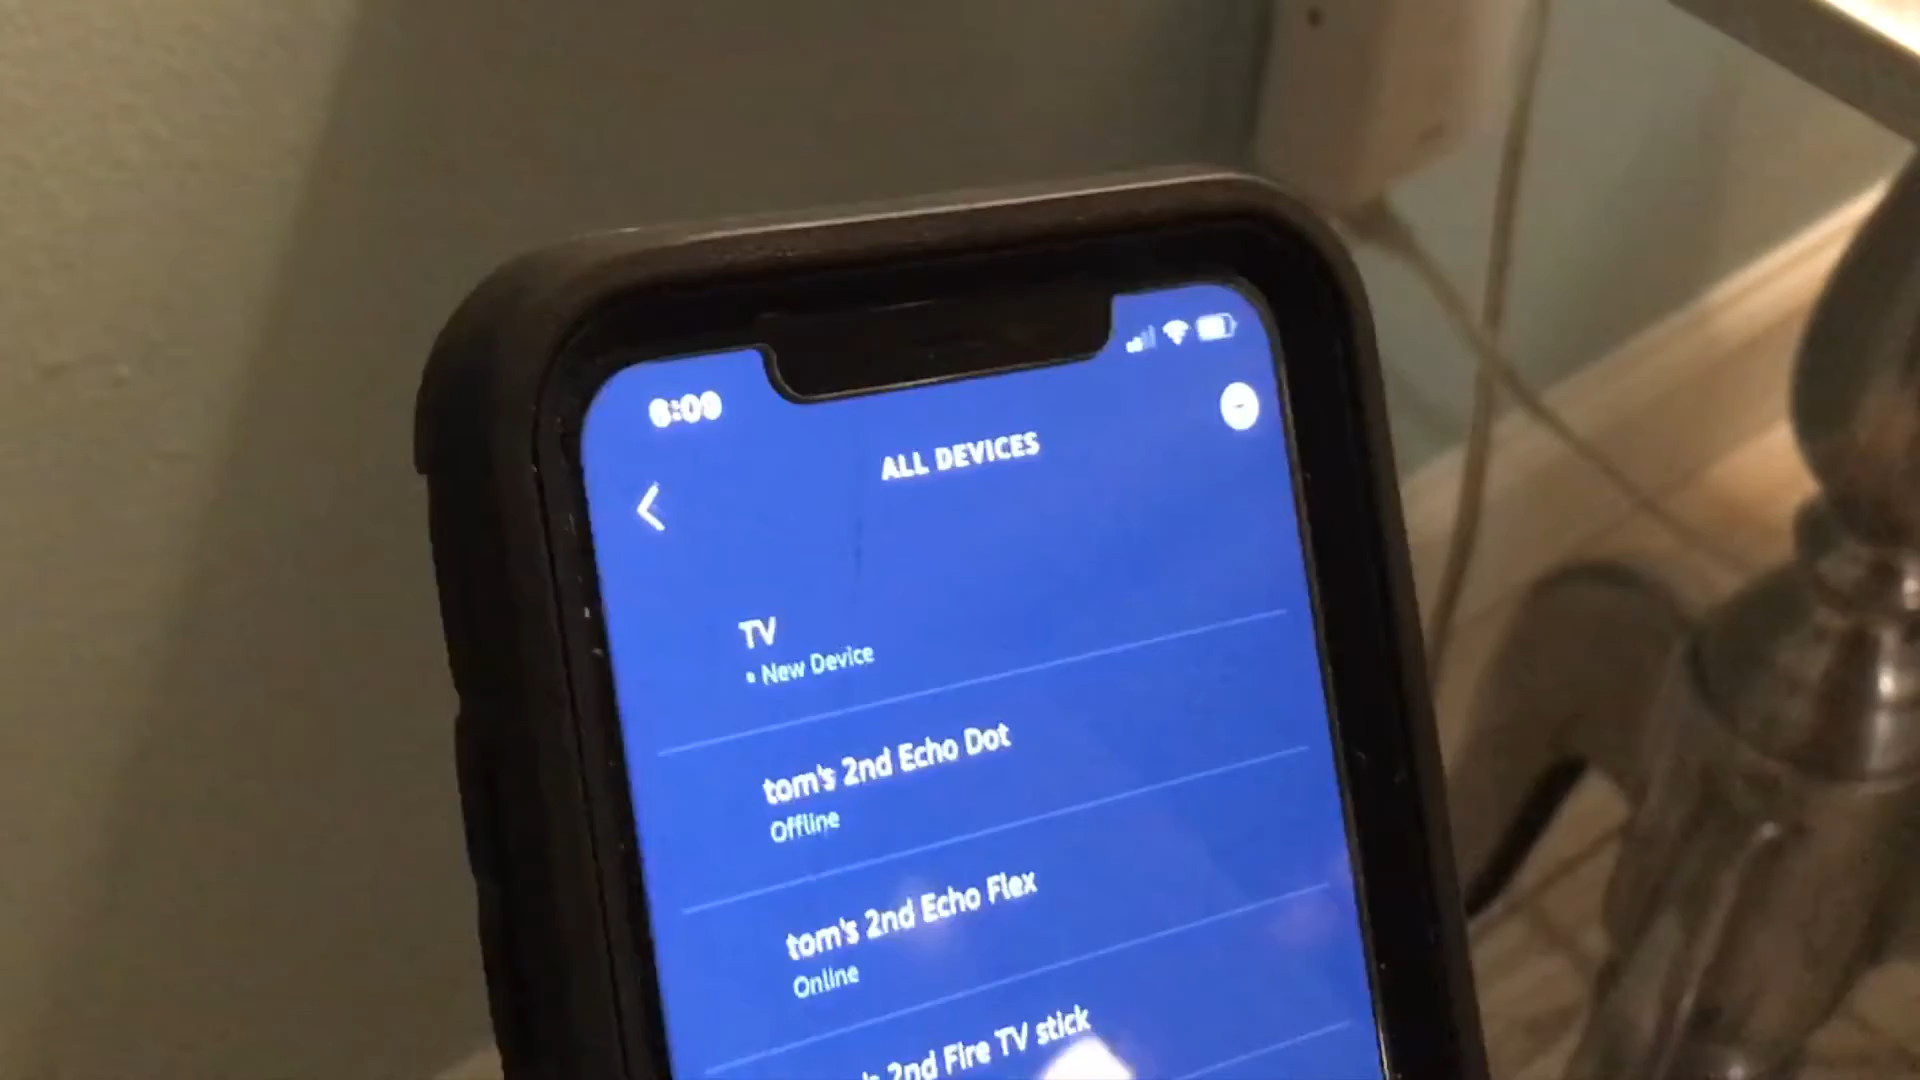 6:09
ALL DEVICES
TV
• New Device
tom's 2nd Echo Dot
Offline
tom's 2nd Echo Flex
Online
2nd Fire TV stick